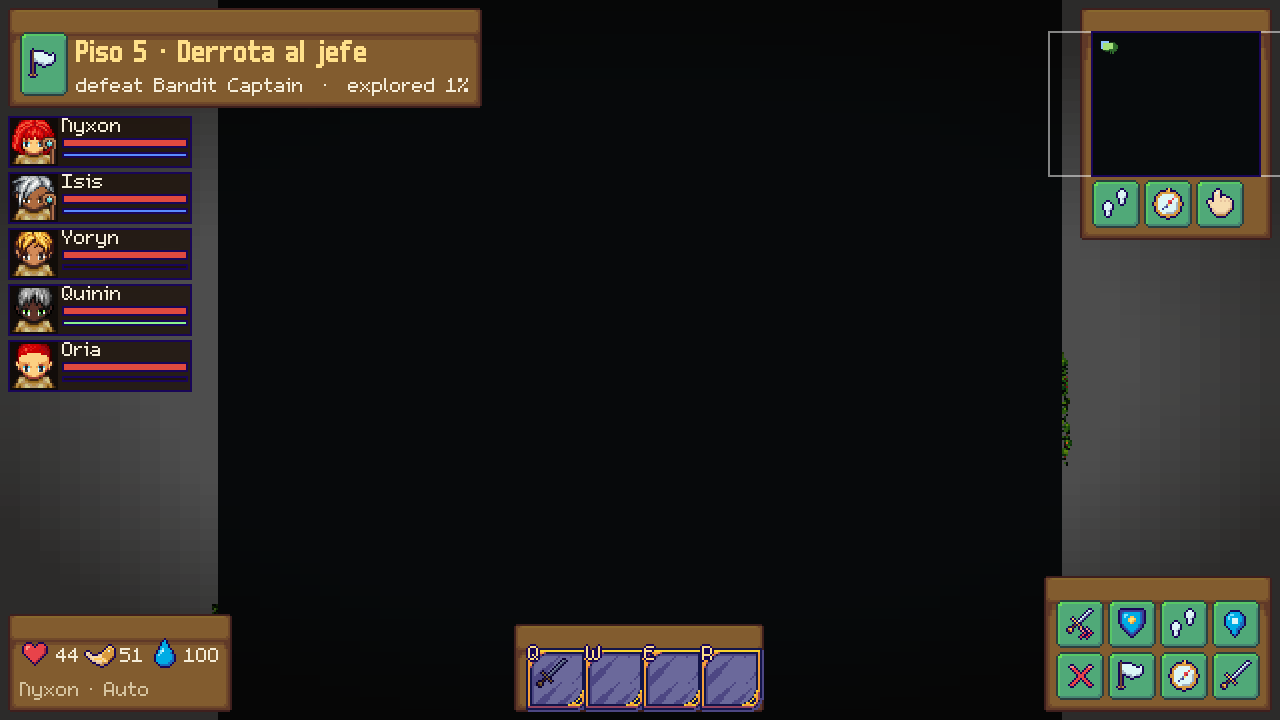 Piso 5 · Derrota al jefe
defeat Bandit Captain · explored 1%
Nyxon
Isis
Yoryn
Quinin
Oria
44 51 100
Nyxon · Auto
Q W E R